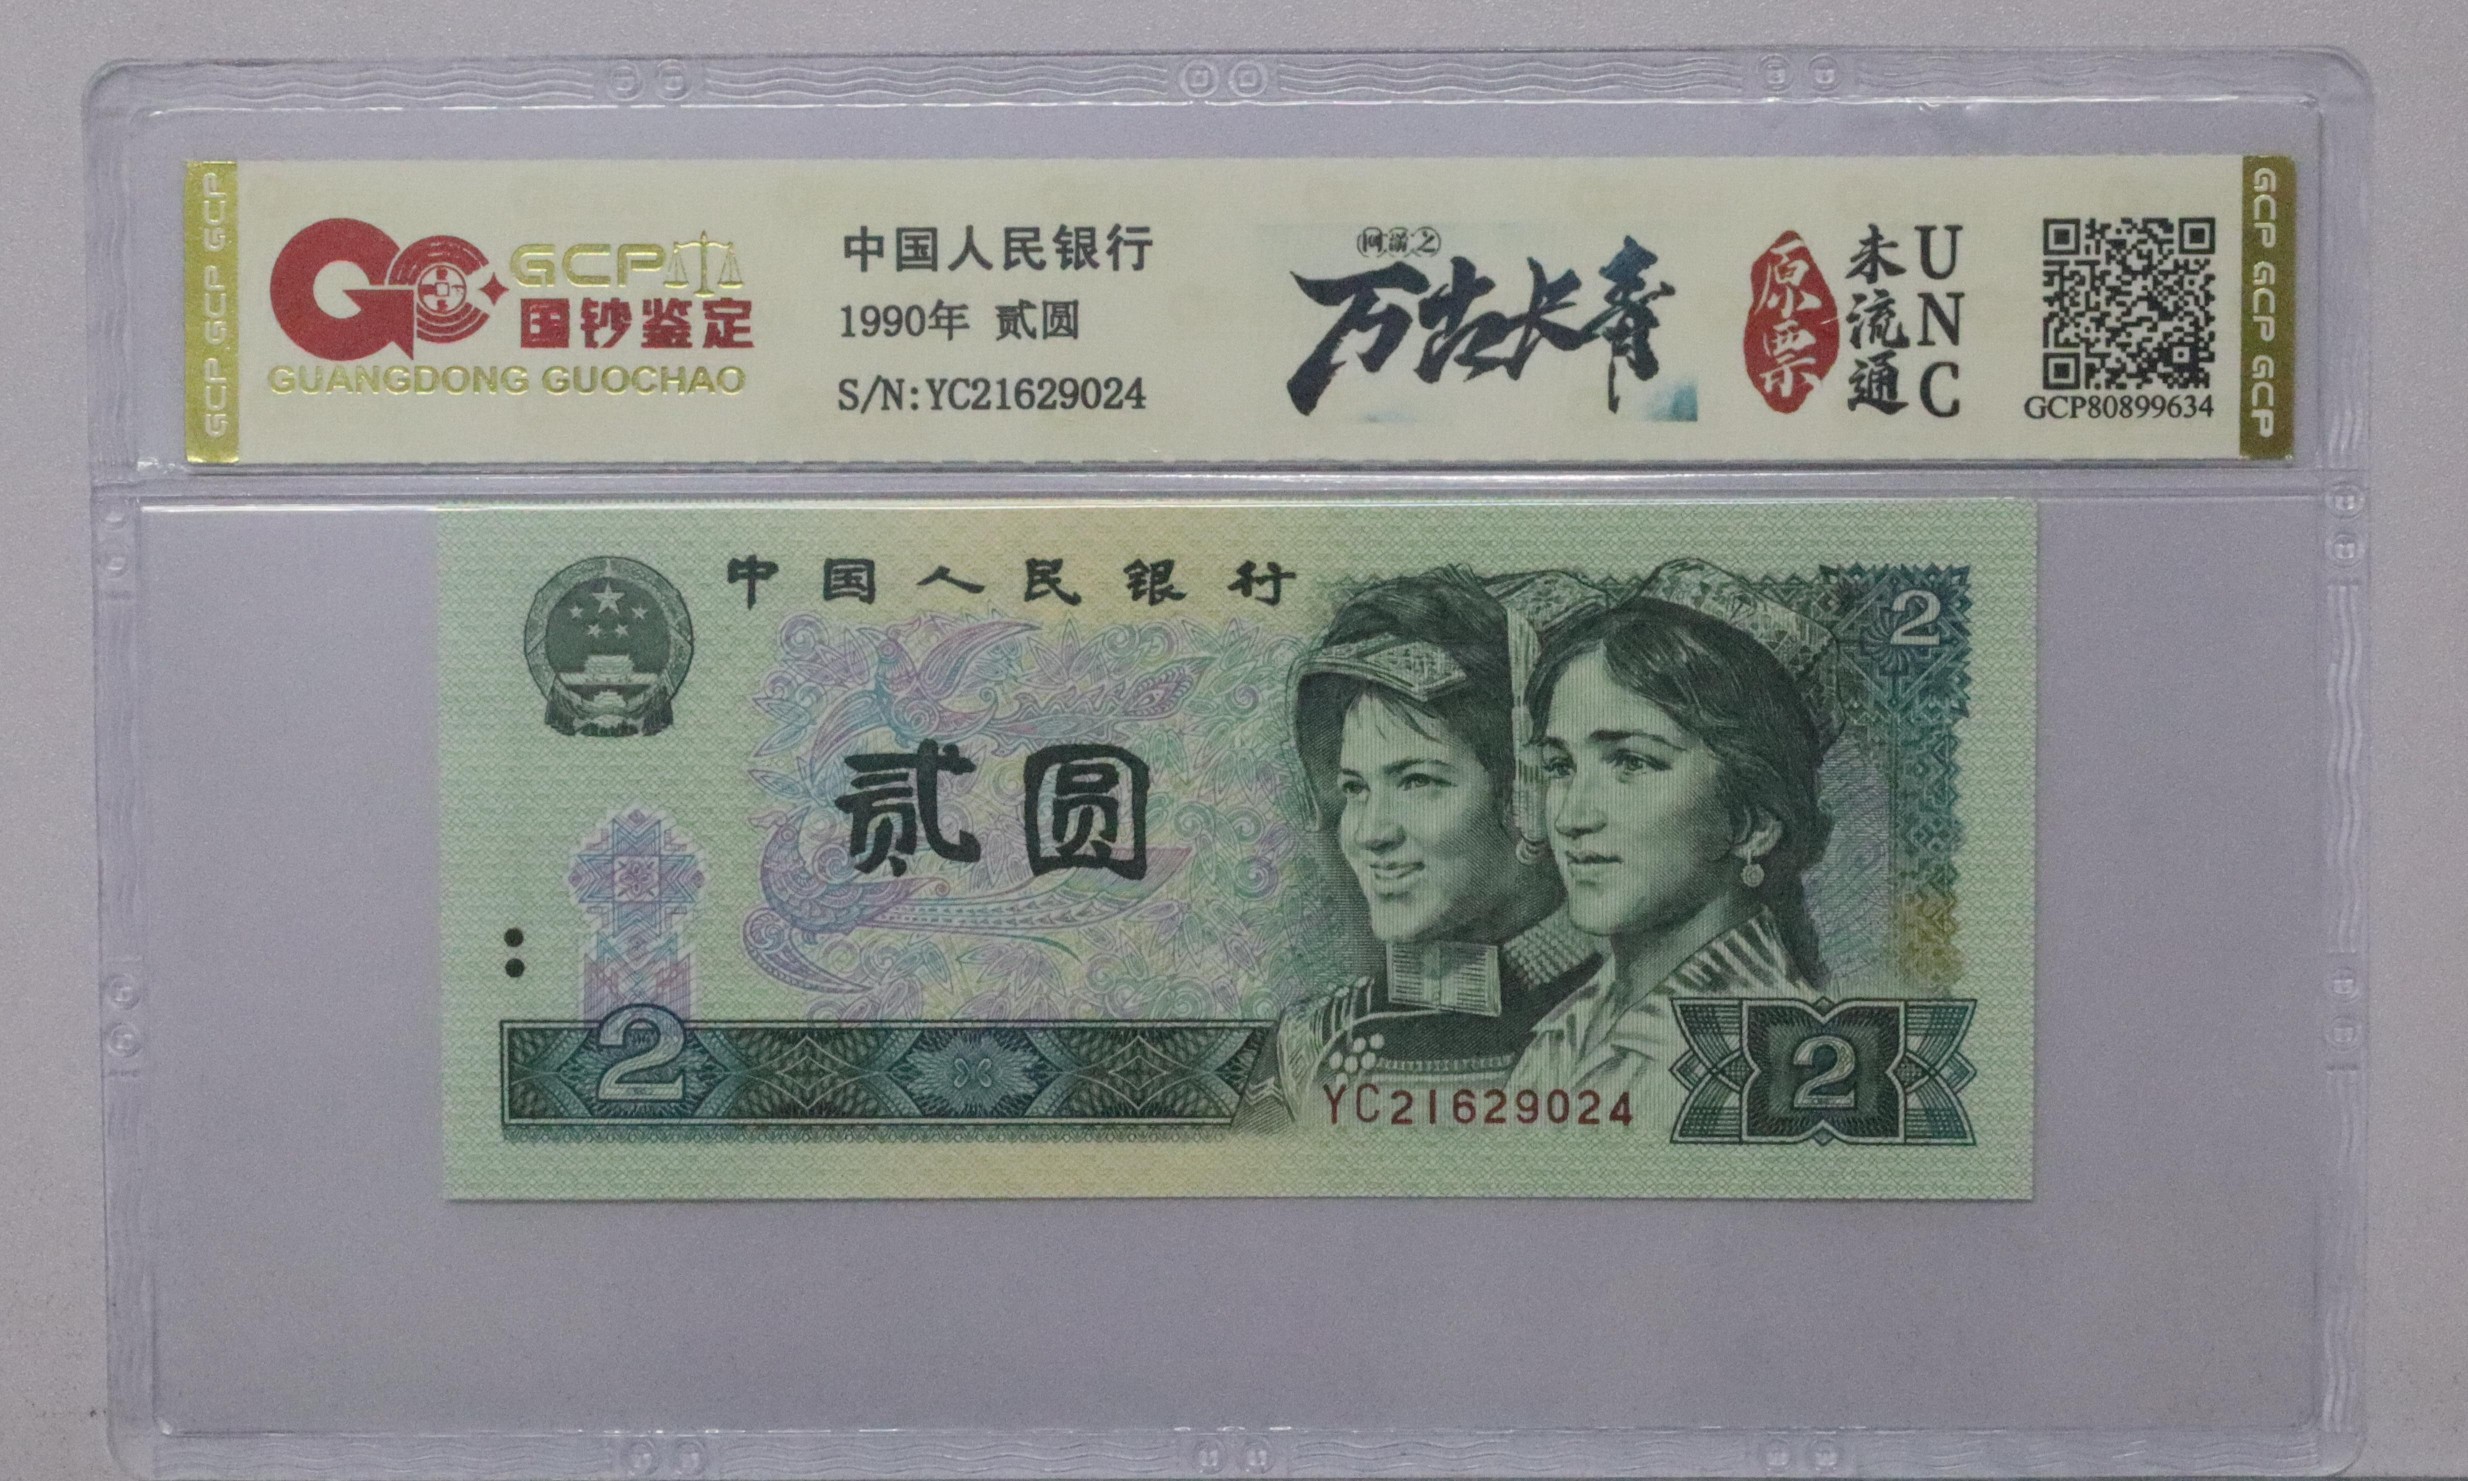 GCP GCP GCP
GCP
国钞鉴定
GUANGDONG GUOCHAO
中国人民银行
1990年 贰圆
S/N:YC21629024
万古长青
原票
未流通
UNC
GCP80899634
GCP GCP GCP
中国人民银行
2
贰圆
2
YC21629024
2